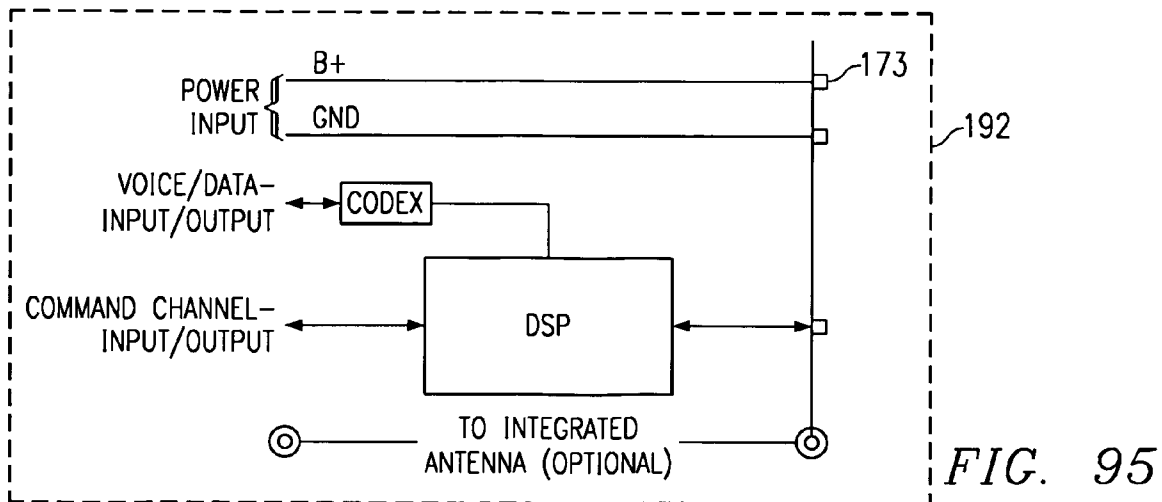 B+
173
POWER
INPUT
GND
192
VOICE/DATA-
INPUT/OUTPUT
CODEX
COMMAND CHANNEL-
INPUT/OUTPUT
DSP
TO INTEGRATED
ANTENNA (OPTIONAL)
FIG. 95